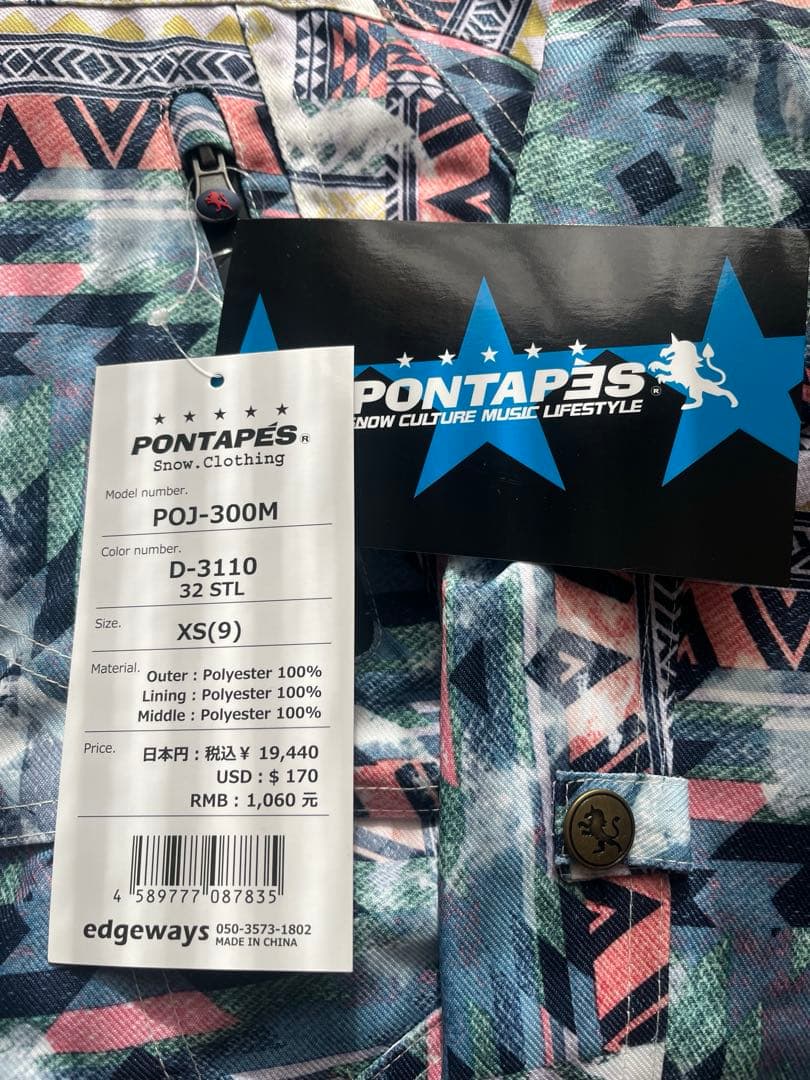 PONTAPÈS®
SNOW CULTURE MUSIC LIFESTYLE
PONTAPÉS®
Snow.Clothing
Model number.
POJ-300M
Color number.
D-3110
32 STL
Size.
XS(9)
Material.
Outer : Polyester 100%
Lining : Polyester 100%
Middle : Polyester 100%
Price.
日本円 : 税込¥ 19,440
USD : $ 170
RMB : 1,060 元
4 589777 087835
edgeways 050-3573-1802
MADE IN CHINA